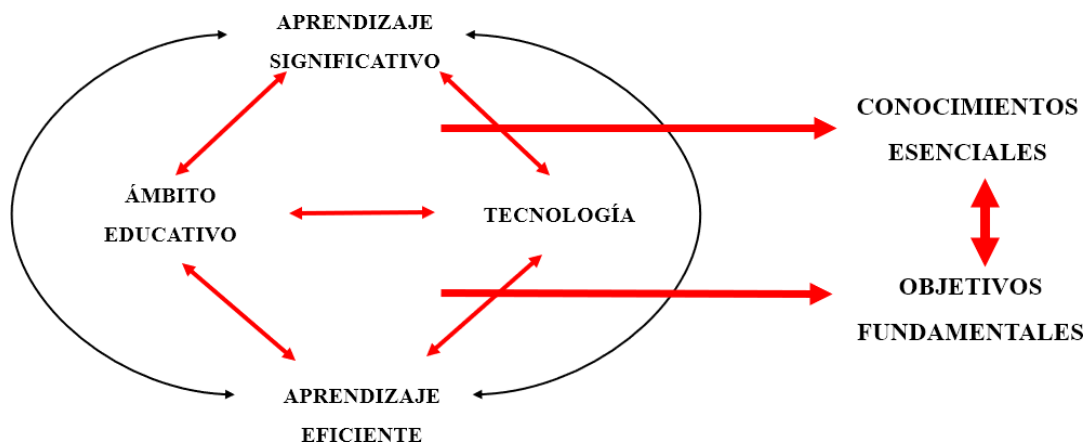 APRENDIZAJE
SIGNIFICATIVO
CONOCIMIENTOS
ESENCIALES
ÁMBITO
EDUCATIVO
TECNOLOGÍA
OBJETIVOS
FUNDAMENTALES
APRENDIZAJE
EFICIENTE